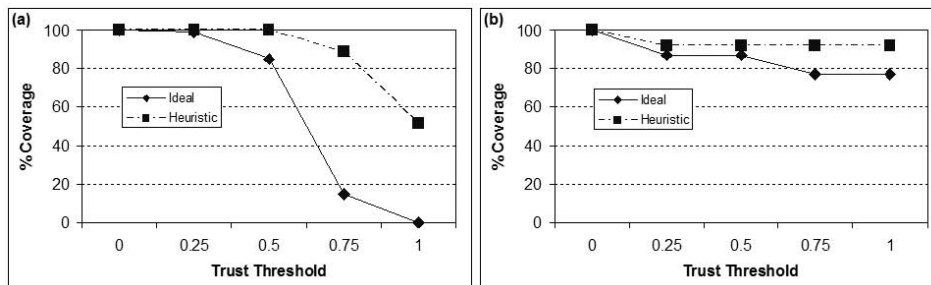 (a)
100
80
60
40
20
0
% Coverage
Ideal
Heuristic
0 0.25 0.5 0.75 1
Trust Threshold
(b)
100
80
60
40
20
0
% Coverage
Ideal
Heuristic
0 0.25 0.5 0.75 1
Trust Threshold